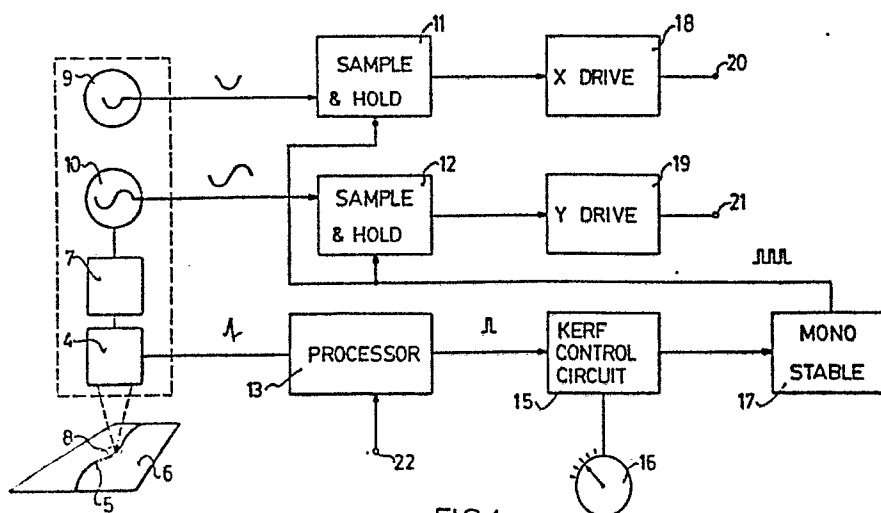 11
18
9
SAMPLE
& HOLD
X DRIVE
20
10
12
19
SAMPLE
& HOLD
Y DRIVE
21
7
4
PROCESSOR
13
KERF
CONTROL
CIRCUIT
15
MONO
STABLE
17
8
6
5
22
16